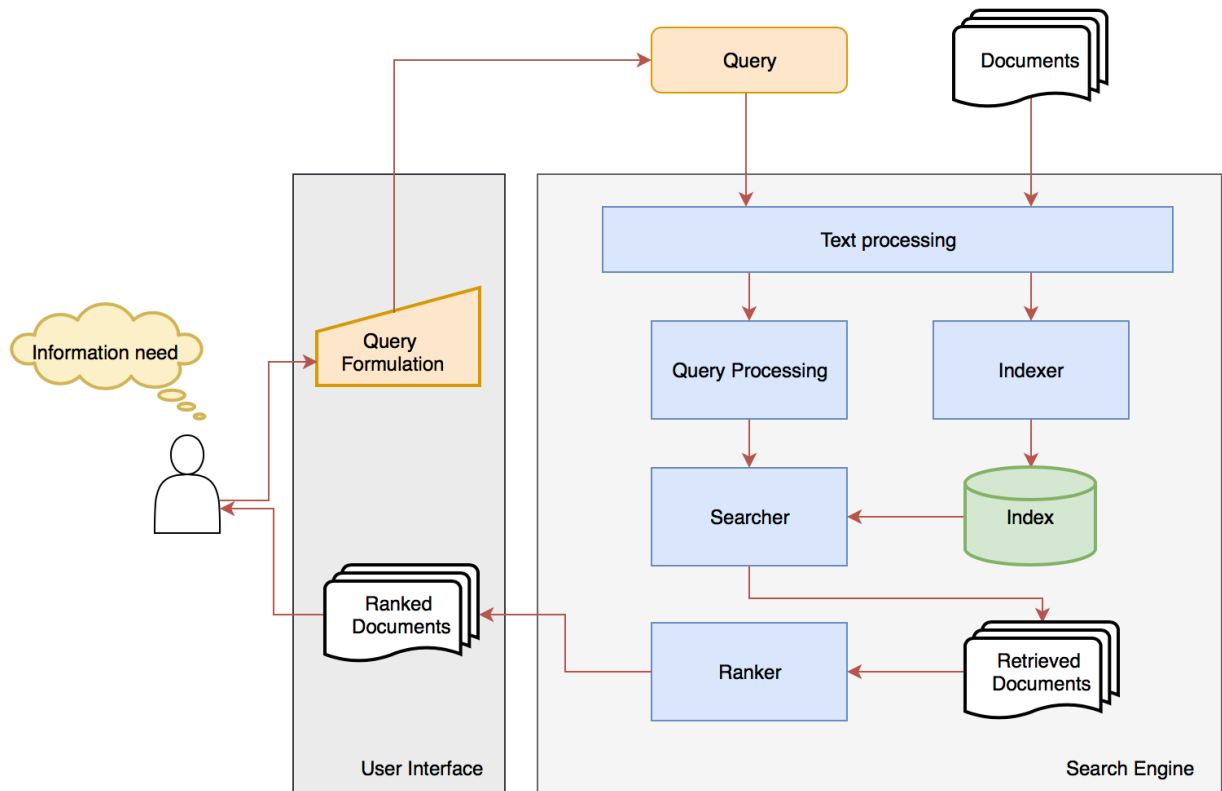 Query
Documents
Text processing
Information need
Query
Formulation
Query Processing
Indexer
Searcher
Index
Ranked
Documents
Ranker
Retrieved
Documents
User Interface
Search Engine